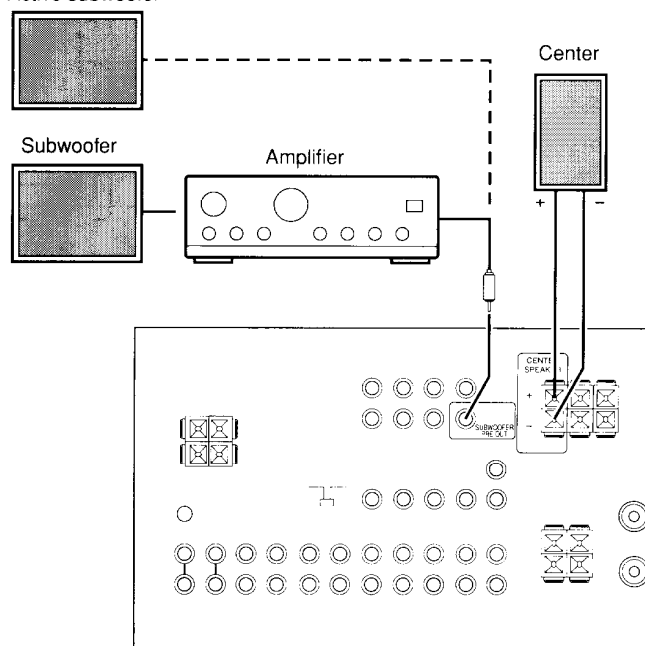 Active subwoofer
Center
Subwoofer
Amplifier
+ −
CENTER
SPEAKER
+
−
SUBWOOFER
PRE OUT